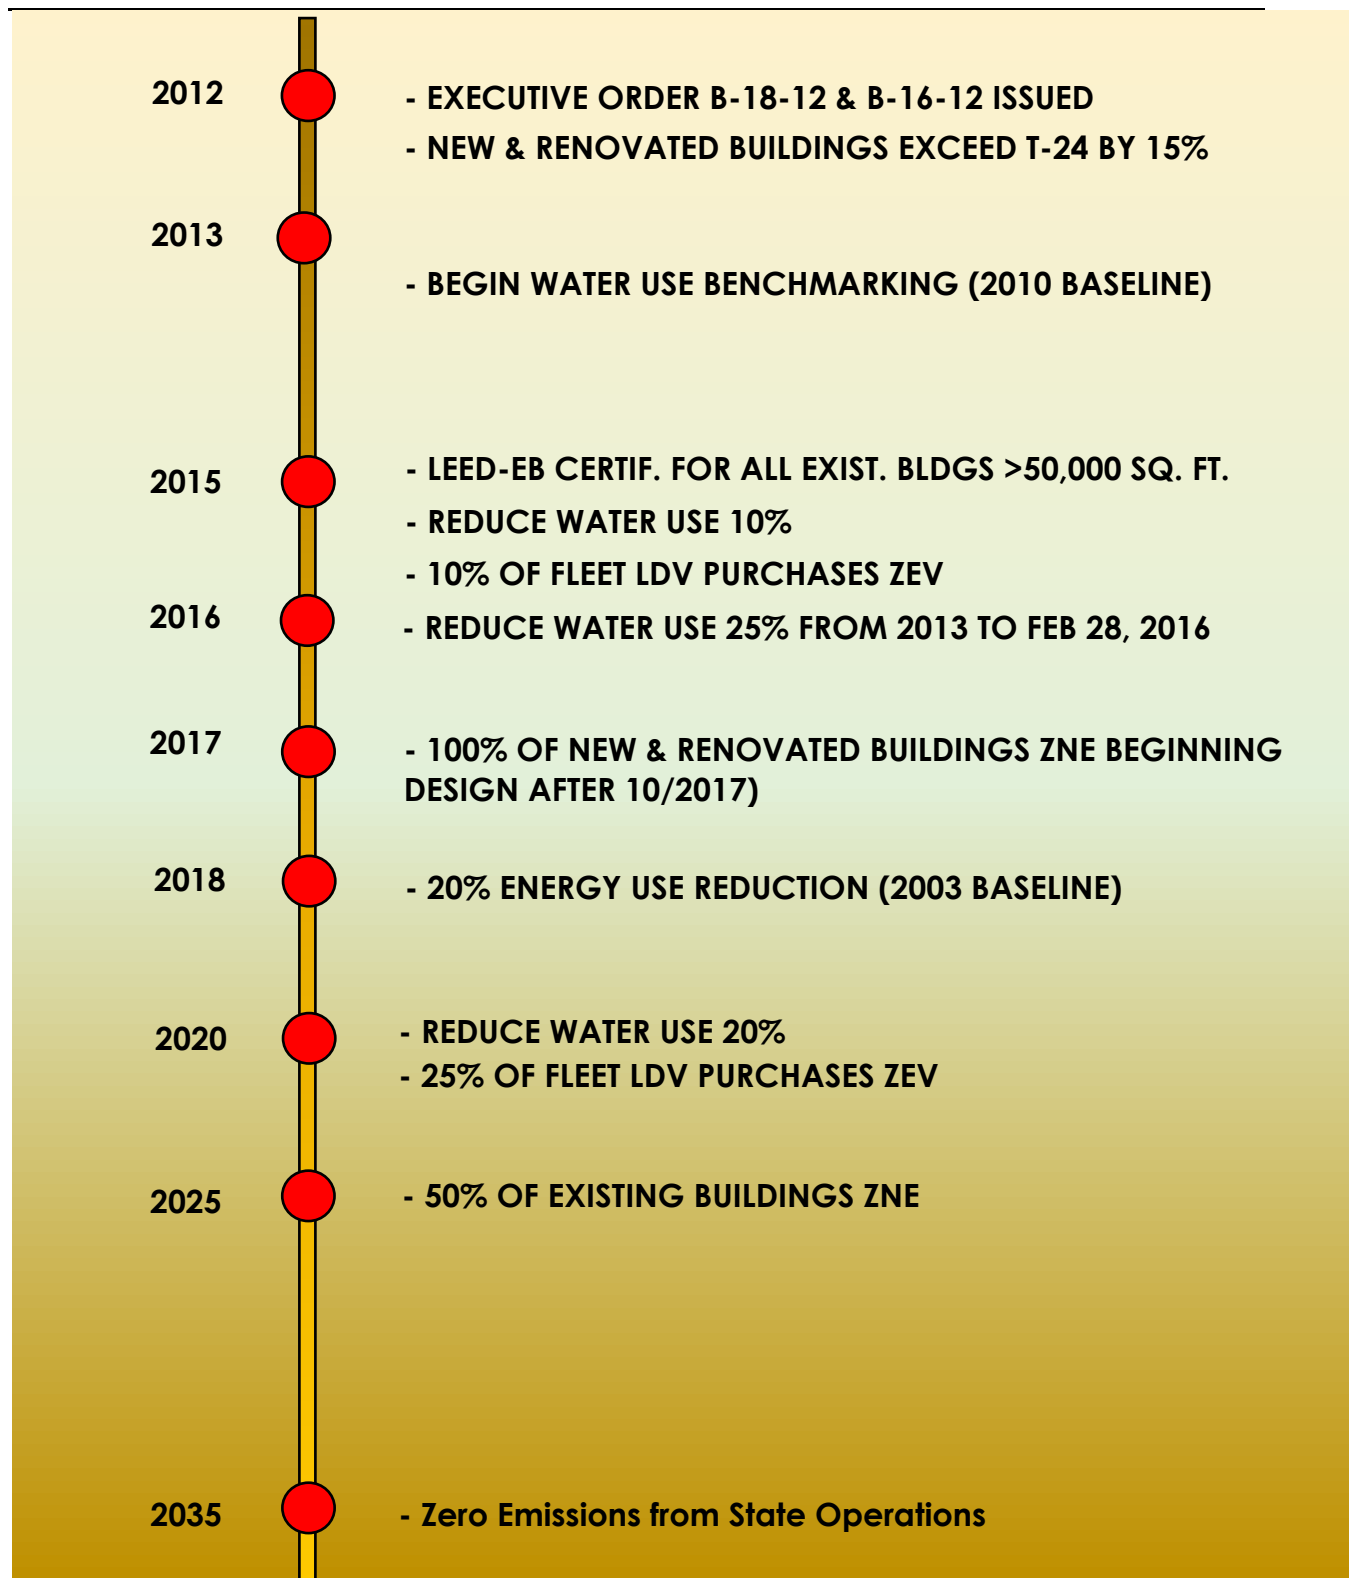 2012
- EXECUTIVE ORDER B-18-12 & B-16-12 ISSUED
- NEW & RENOVATED BUILDINGS EXCEED T-24 BY 15%
2013
- BEGIN WATER USE BENCHMARKING (2010 BASELINE)
2015
- LEED-EB CERTIF. FOR ALL EXIST. BLDGS >50,000 SQ. FT.
- REDUCE WATER USE 10%
- 10% OF FLEET LDV PURCHASES ZEV
2016
- REDUCE WATER USE 25% FROM 2013 TO FEB 28, 2016
2017
- 100% OF NEW & RENOVATED BUILDINGS ZNE BEGINNING
DESIGN AFTER 10/2017)
2018
- 20% ENERGY USE REDUCTION (2003 BASELINE)
2020
- REDUCE WATER USE 20%
- 25% OF FLEET LDV PURCHASES ZEV
2025
- 50% OF EXISTING BUILDINGS ZNE
2035
- Zero Emissions from State Operations